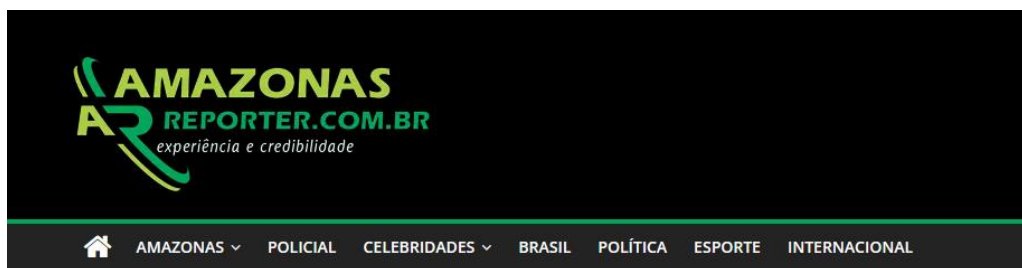 AMAZONAS
AR REPORTER.COM.BR
experiência e credibilidade
AMAZONAS POLICIAL CELEBRIDADES BRASIL POLÍTICA ESPORTE INTERNACIONAL